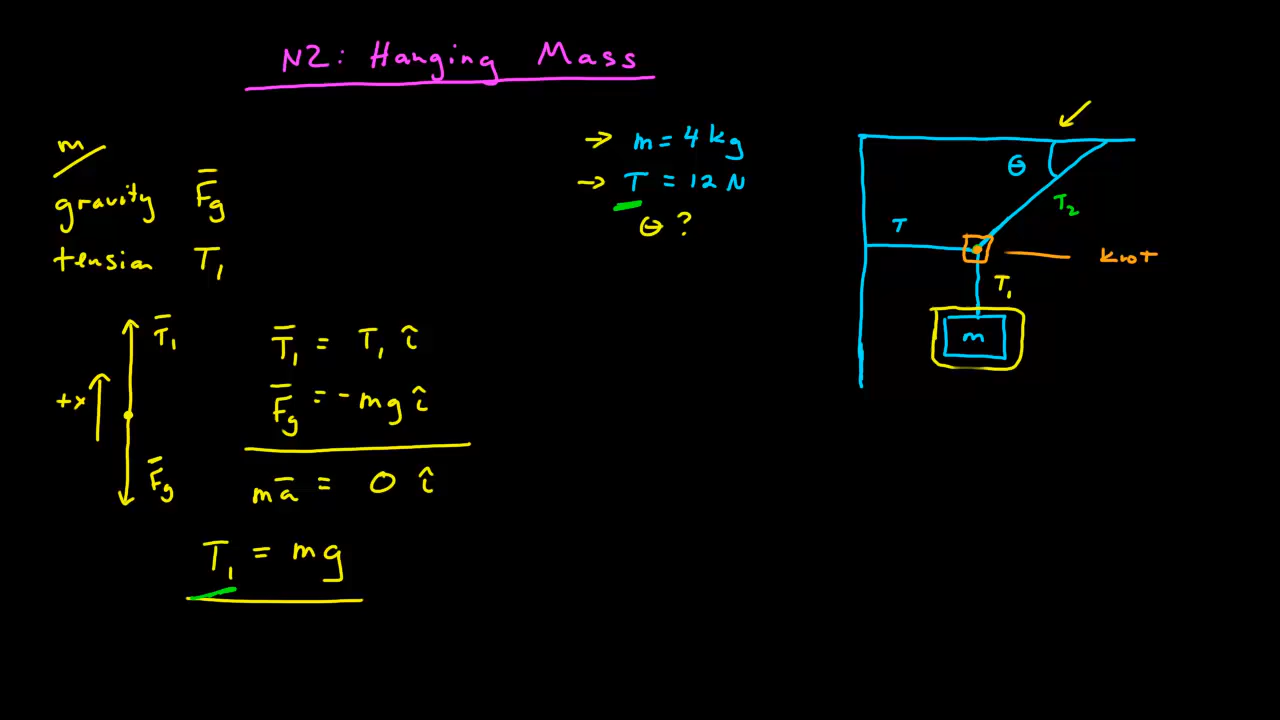 N2: Hanging Mass
m
gravity F̅g
tension T₁
T̅₁
+x
F̅g
T̅₁ = T₁ î
F̅g = -mg î
ma̅ = 0 î
T₁ = mg
→ m = 4 kg
→ T = 12 N
θ ?
θ
T₂
T
knot
T₁
m